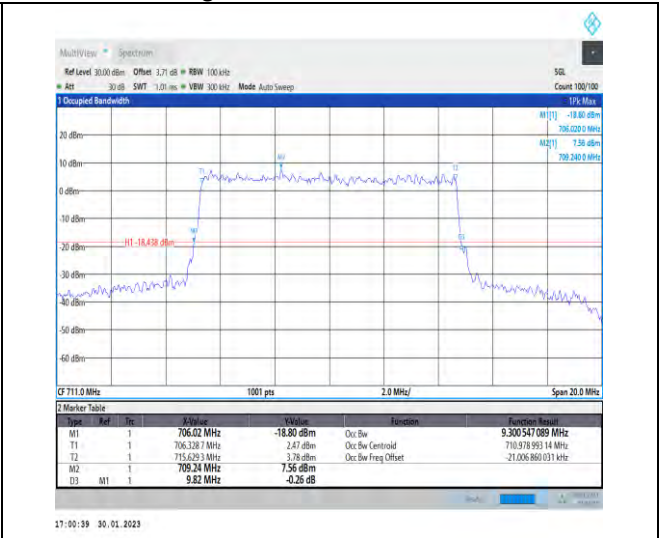 MultiView Spectrum
Ref Level 30.00 dBm Offset 3.71 dB RBW 100 kHz SGL
Att 30 dB SWT 1.01 ms VBW 300 kHz Mode Auto Sweep Count 100/100
1 Occupied Bandwidth 1Pk Max
M1[1] -18.80 dBm
706.020 0 MHz
M2[1] 7.56 dBm
709.240 0 MHz
20 dBm
10 dBm
M2
T1
T2
0 dBm
-10 dBm
M1
D3
H1 -18.438 dBm
-20 dBm
-30 dBm
-40 dBm
-50 dBm
-60 dBm
CF 711.0 MHz 1001 pts 2.0 MHz/ Span 20.0 MHz
2 Marker Table
Type Ref Trc X-Value Y-Value Function Function Result
M1 1 706.02 MHz -18.80 dBm Occ Bw 9.300 547 089 MHz
T1 1 706.328 7 MHz 2.47 dBm Occ Bw Centroid 710.978 993 14 MHz
T2 1 715.629 3 MHz 3.78 dBm Occ Bw Freq Offset -21.006 860 031 kHz
M2 1 709.24 MHz 7.56 dBm
D3 M1 1 9.82 MHz -0.26 dB
17:00:39 30.01.2023